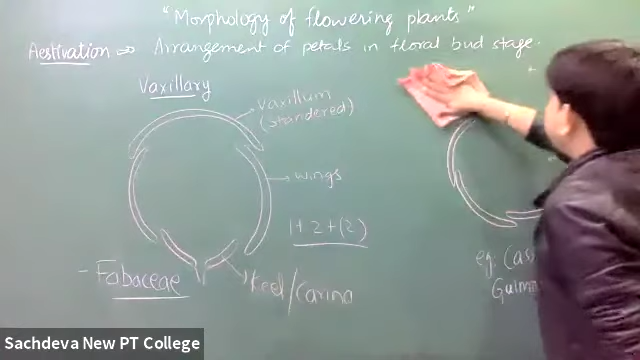 "Morphology of flowering plants"
Aestivation ⇒ Arrangement of petals in floral bud stage.
Vaxillary
Vaxillum
(standered)
wings
1+2+(2)
- Fabaceae
Keel/Carina
eg. (as
Gulm
Sachdeva New PT College